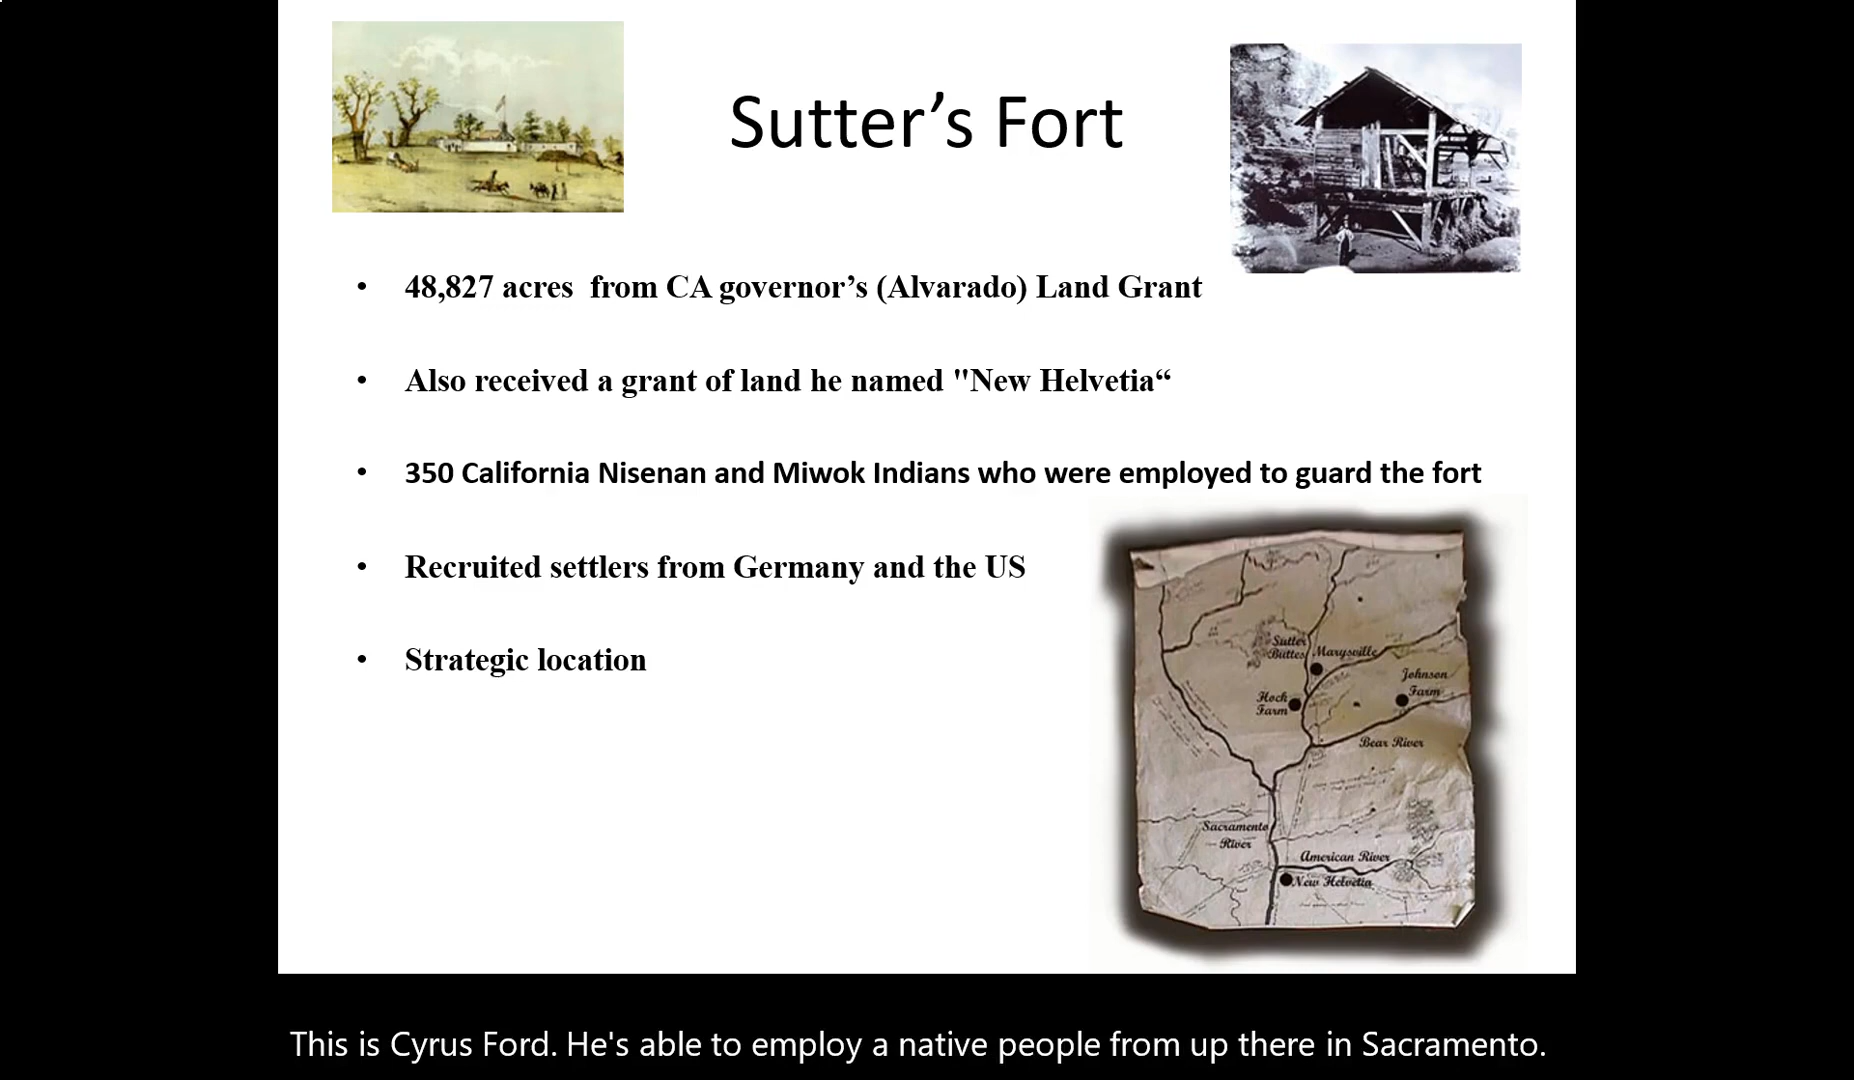 Sutter’s Fort
• 48,827 acres  from CA governor’s (Alvarado) Land Grant
• Also received a grant of land he named "New Helvetia“
• 350 California Nisenan and Miwok Indians who were employed to guard the fort
• Recruited settlers from Germany and the US
• Strategic location
Sutter
Buttes
Marysville
Johnson
Farm
Hock
Farm
Bear River
Sacramento
River
American River
New Helvetia
This is Cyrus Ford. He's able to employ a native people from up there in Sacramento.